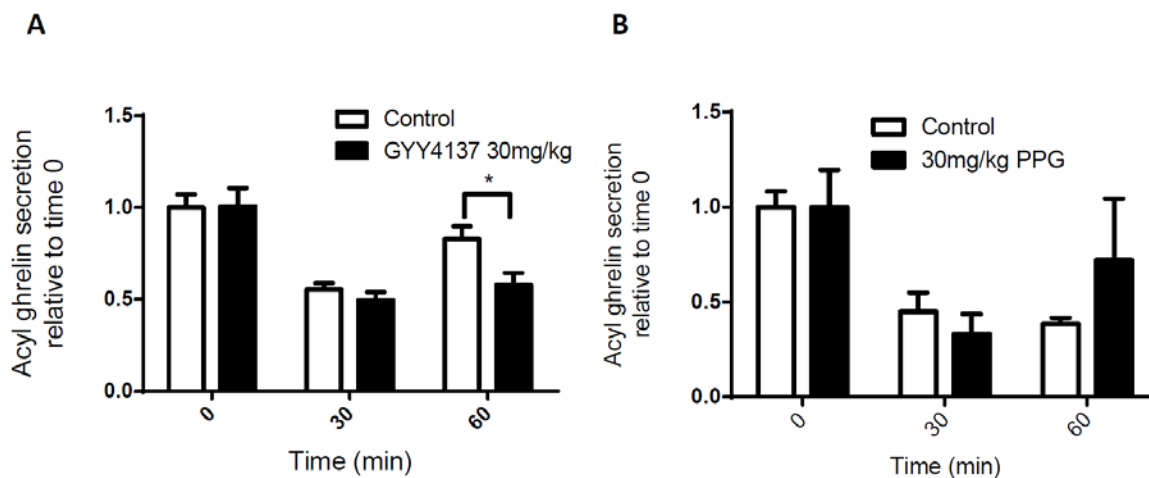 A
Acyl ghrelin secretion
relative to time 0
1.5
1.0
0.5
0.0
Control
GYY4137 30mg/kg
*
0
30
60
Time (min)
B
Acyl ghrelin secretion
relative to time 0
1.5
1.0
0.5
0.0
Control
30mg/kg PPG
0
30
60
Time (min)